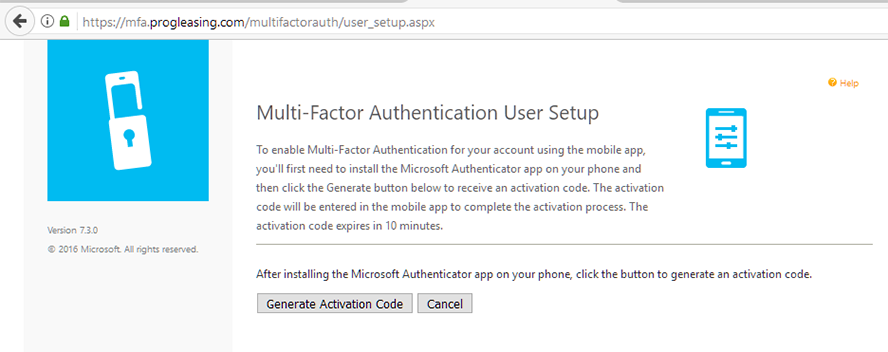 https://mfa.progleasing.com/multifactorauth/user_setup.aspx
Help
Multi-Factor Authentication User Setup
To enable Multi-Factor Authentication for your account using the mobile app,
you'll first need to install the Microsoft Authenticator app on your phone and
then click the Generate button below to receive an activation code. The activation
code will be entered in the mobile app to complete the activation process. The
activation code expires in 10 minutes.
Version 7.3.0
© 2016 Microsoft. All rights reserved.
After installing the Microsoft Authenticator app on your phone, click the button to generate an activation code.
Generate Activation Code Cancel